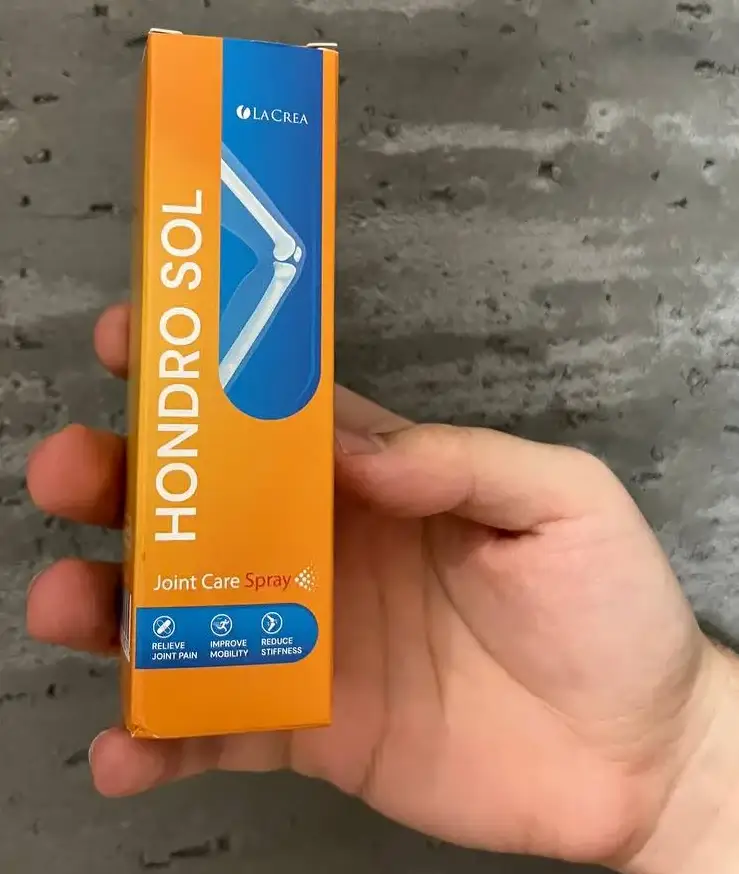 LACREA
HONDRO SOL
Joint Care Spray
RELIEVE
JOINT PAIN
IMPROVE
MOBILITY
REDUCE
STIFFNESS